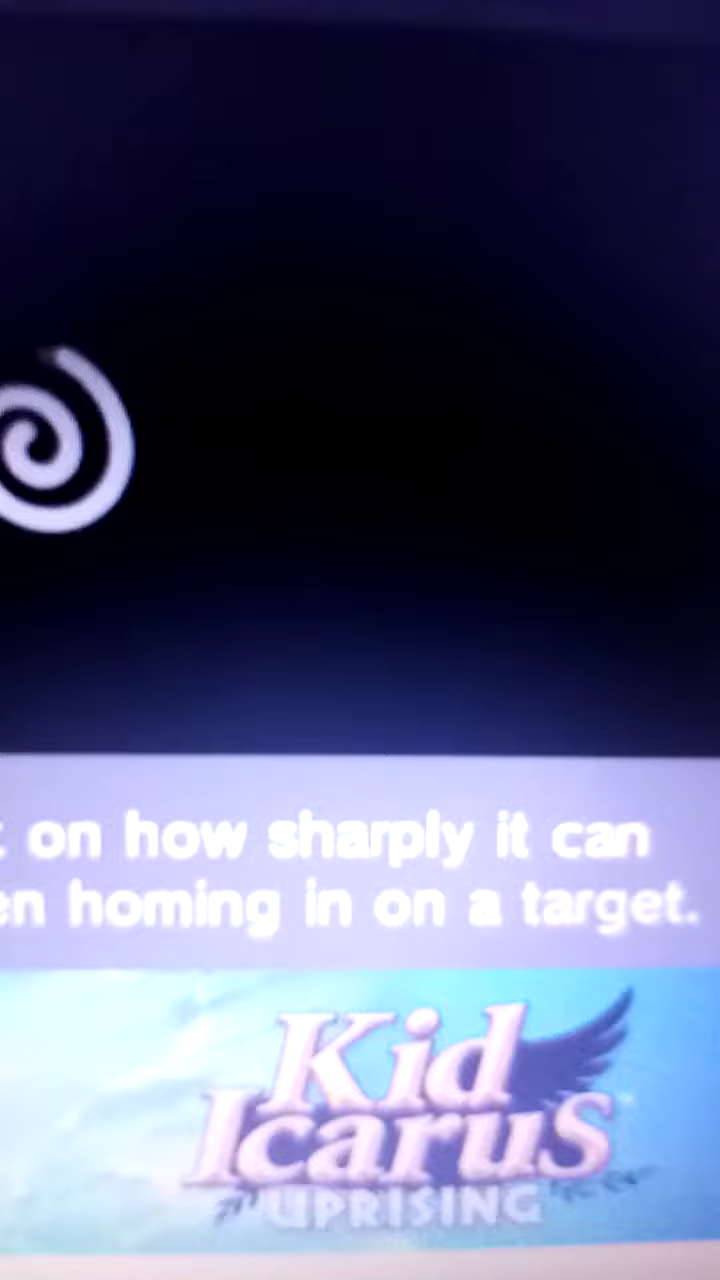 on how sharply it can
homing in on a target.
Kid
Icarus
UPRISING